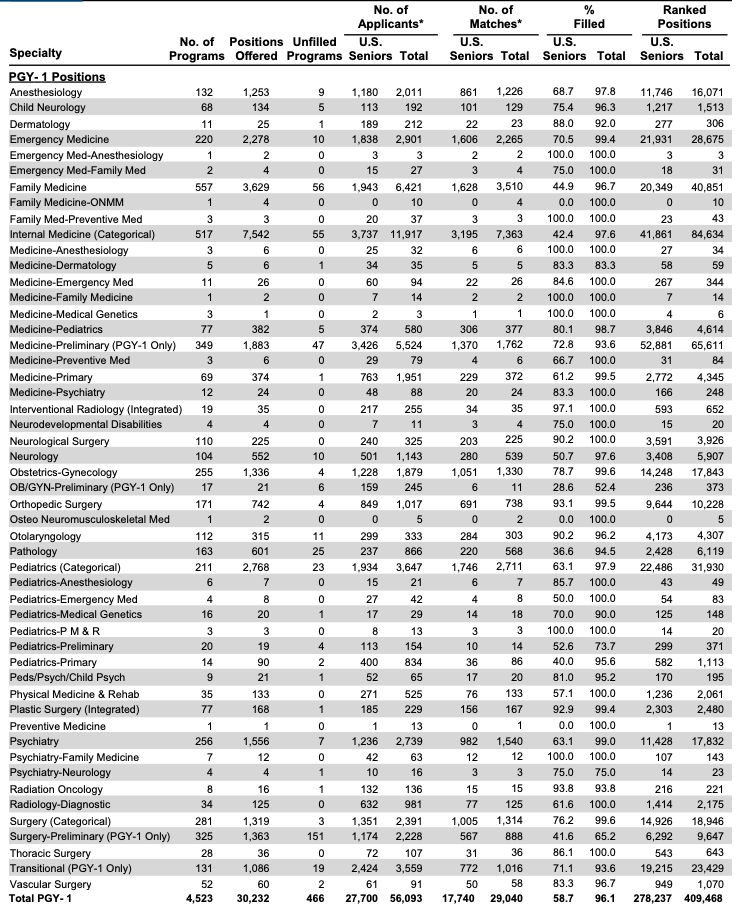 No. of No. of % Ranked
Applicants* Matches* Filled Positions
No. of Positions Unfilled U.S. U.S. U.S. U.S.
Specialty Programs Offered Programs Seniors Total Seniors Total Seniors Total Seniors Total
PGY- 1 Positions
Anesthesiology 132 1,253 9 1,180 2,011 861 1,226 68.7 97.8 11,746 16,071
Child Neurology 68 134 5 113 192 101 129 75.4 96.3 1,217 1,513
Dermatology 11 25 1 189 212 22 23 88.0 92.0 277 306
Emergency Medicine 220 2,278 10 1,838 2,901 1,606 2,265 70.5 99.4 21,931 28,675
Emergency Med-Anesthesiology 1 2 0 3 3 2 2 100.0 100.0 3 3
Emergency Med-Family Med 2 4 0 15 27 3 4 75.0 100.0 18 31
Family Medicine 557 3,629 56 1,943 6,421 1,628 3,510 44.9 96.7 20,349 40,851
Family Medicine-ONMM 1 4 0 0 10 0 4 0.0 100.0 0 10
Family Med-Preventive Med 3 3 0 20 37 3 3 100.0 100.0 23 43
Internal Medicine (Categorical) 517 7,542 55 3,737 11,917 3,195 7,363 42.4 97.6 41,861 84,634
Medicine-Anesthesiology 3 6 0 25 32 6 6 100.0 100.0 27 34
Medicine-Dermatology 5 6 1 34 35 5 5 83.3 83.3 58 59
Medicine-Emergency Med 11 26 0 60 94 22 26 84.6 100.0 267 344
Medicine-Family Medicine 1 2 0 7 14 2 2 100.0 100.0 7 14
Medicine-Medical Genetics 3 1 0 2 3 1 1 100.0 100.0 4 6
Medicine-Pediatrics 77 382 5 374 580 306 377 80.1 98.7 3,846 4,614
Medicine-Preliminary (PGY-1 Only) 349 1,883 47 3,426 5,524 1,370 1,762 72.8 93.6 52,881 65,611
Medicine-Preventive Med 3 6 0 29 79 4 6 66.7 100.0 31 84
Medicine-Primary 69 374 1 763 1,951 229 372 61.2 99.5 2,772 4,345
Medicine-Psychiatry 12 24 0 48 88 20 24 83.3 100.0 166 248
Interventional Radiology (Integrated) 19 35 0 217 255 34 35 97.1 100.0 593 652
Neurodevelopmental Disabilities 4 4 0 7 11 3 4 75.0 100.0 15 20
Neurological Surgery 110 225 0 240 325 203 225 90.2 100.0 3,591 3,926
Neurology 104 552 10 501 1,143 280 539 50.7 97.6 3,408 5,907
Obstetrics-Gynecology 255 1,336 4 1,228 1,879 1,051 1,330 78.7 99.6 14,248 17,843
OB/GYN-Preliminary (PGY-1 Only) 17 21 6 159 245 6 11 28.6 52.4 236 373
Orthopedic Surgery 171 742 4 849 1,017 691 738 93.1 99.5 9,644 10,228
Osteo Neuromusculoskeletal Med 1 2 0 0 5 0 2 0.0 100.0 0 5
Otolaryngology 112 315 11 299 333 284 303 90.2 96.2 4,173 4,307
Pathology 163 601 25 237 866 220 568 36.6 94.5 2,428 6,119
Pediatrics (Categorical) 211 2,768 23 1,934 3,647 1,746 2,711 63.1 97.9 22,486 31,930
Pediatrics-Anesthesiology 6 7 0 15 21 6 7 85.7 100.0 43 49
Pediatrics-Emergency Med 4 8 0 27 42 4 8 50.0 100.0 54 83
Pediatrics-Medical Genetics 16 20 1 17 29 14 18 70.0 90.0 125 148
Pediatrics-P M & R 3 3 0 8 13 3 3 100.0 100.0 14 20
Pediatrics-Preliminary 20 19 4 113 154 10 14 52.6 73.7 299 371
Pediatrics-Primary 14 90 2 400 834 36 86 40.0 95.6 582 1,113
Peds/Psych/Child Psych 9 21 1 52 65 17 20 81.0 95.2 170 195
Physical Medicine & Rehab 35 133 0 271 525 76 133 57.1 100.0 1,236 2,061
Plastic Surgery (Integrated) 77 168 1 185 229 156 167 92.9 99.4 2,303 2,480
Preventive Medicine 1 1 0 1 13 0 1 0.0 100.0 1 13
Psychiatry 256 1,556 7 1,236 2,739 982 1,540 63.1 99.0 11,428 17,832
Psychiatry-Family Medicine 7 12 0 42 63 12 12 100.0 100.0 107 143
Psychiatry-Neurology 4 4 1 10 16 3 3 75.0 75.0 14 23
Radiation Oncology 8 16 1 132 136 15 15 93.8 93.8 216 221
Radiology-Diagnostic 34 125 0 632 981 77 125 61.6 100.0 1,414 2,175
Surgery (Categorical) 281 1,319 3 1,351 2,391 1,005 1,314 76.2 99.6 14,926 18,946
Surgery-Preliminary (PGY-1 Only) 325 1,363 151 1,174 2,228 567 888 41.6 65.2 6,292 9,647
Thoracic Surgery 28 36 0 72 107 31 36 86.1 100.0 543 643
Transitional (PGY-1 Only) 131 1,086 19 2,424 3,559 772 1,016 71.1 93.6 19,215 23,429
Vascular Surgery 52 60 2 61 91 50 58 83.3 96.7 949 1,070
Total PGY- 1 4,523 30,232 466 27,700 56,093 17,740 29,040 58.7 96.1 278,237 409,468